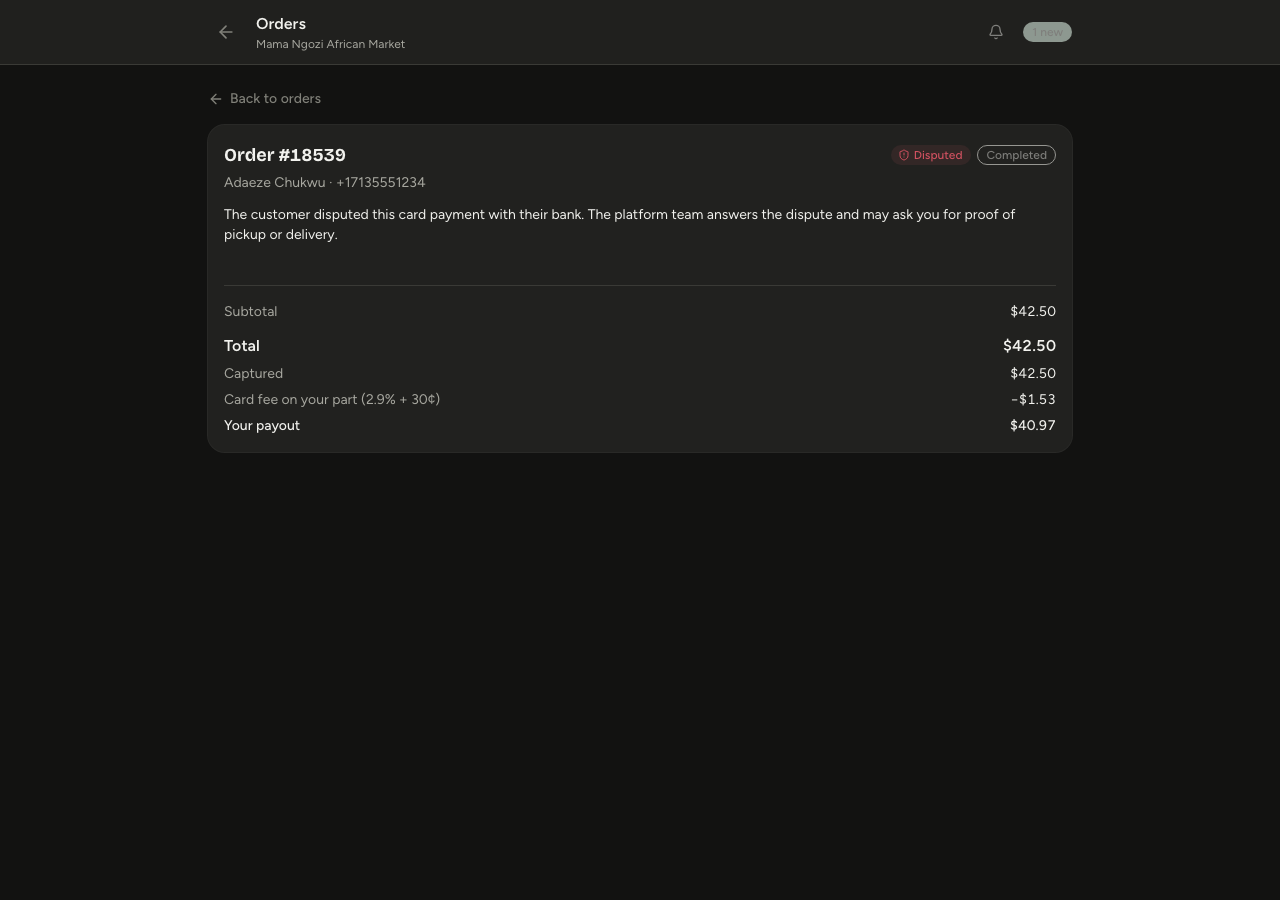 Orders
Mama Ngozi African Market
1 new
Back to orders
Order #18539
Disputed
Completed
Adaeze Chukwu · +17135551234
The customer disputed this card payment with their bank. The platform team answers the dispute and may ask you for proof of
pickup or delivery.
Subtotal
$42.50
Total
$42.50
Captured
$42.50
Card fee on your part (2.9% + 30¢)
−$1.53
Your payout
$40.97